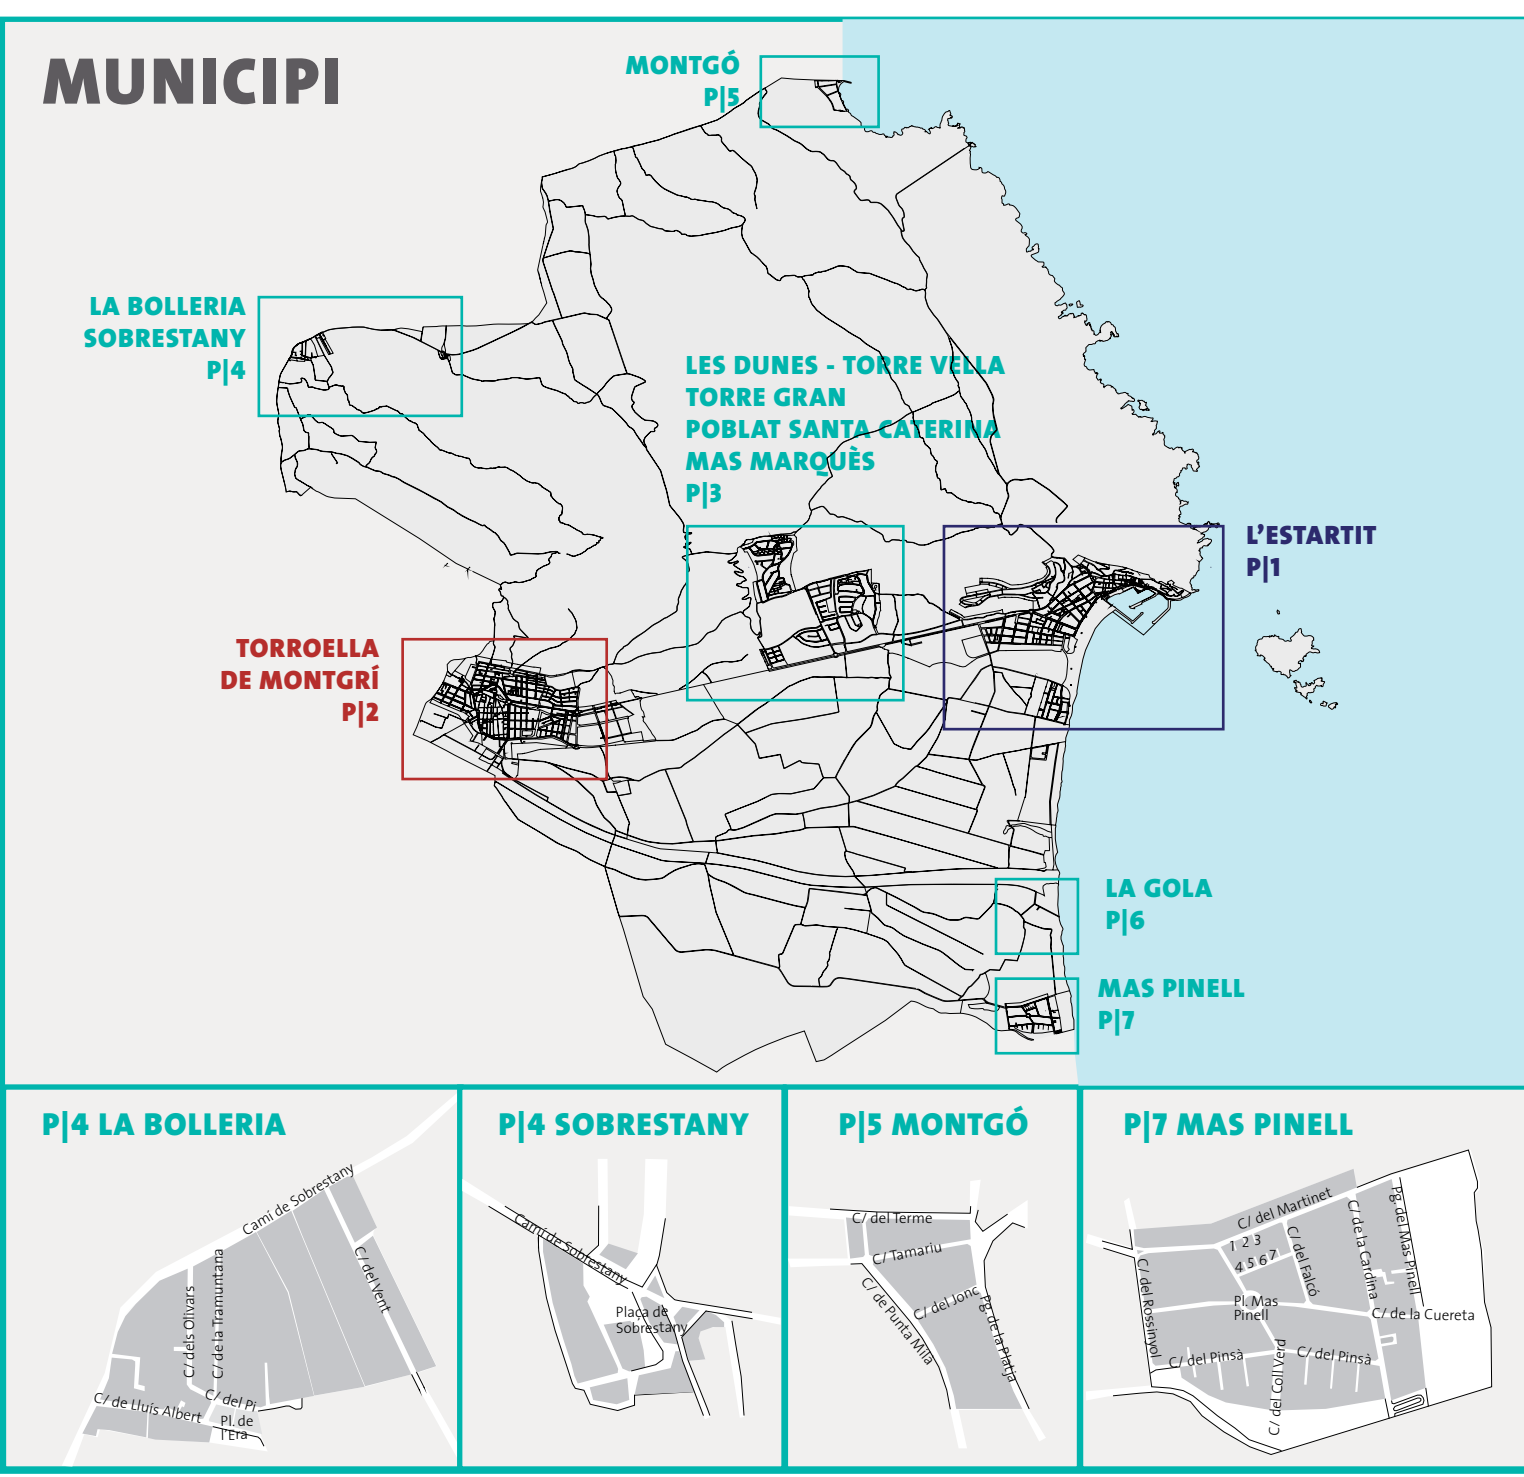 MUNICIPI
MONTGÓ
P|5
LA BOLLERIA
SOBRESTANY
P|4
LES DUNES - TORRE VELLA
TORRE GRAN
POBLAT SANTA CATERINA
MAS MARQUÈS
P|3
L'ESTARTIT
P|1
TORROELLA
DE MONTGRÍ
P|2
LA GOLA
P|6
MAS PINELL
P|7
P|4 LA BOLLERIA
Camí de Sobrestany
C/ del Vent
C/ dels Olivars
C/ de la Tramuntana
C/ de Lluís Albert
C/ del Pi
Pl. de
l'Era
P|4 SOBRESTANY
Camí de Sobrestany
Plaça de
Sobrestany
P|5 MONTGÓ
C/ del Terme
C/ Tamariu
C/ de Punta Mila
C/ del Jonc
Pg. de la Platja
P|7 MAS PINELL
C/ del Martinet
1 2 3
4 5 6 7
C/ del Falcó
C/ de la Cardina
Pg. del Mas Pinell
C/ del Rossinyol
Pl. Mas
Pinell
C/ de la Cuereta
C/ del Pinsà
C/ del Coll Verd
C/ del Pinsà